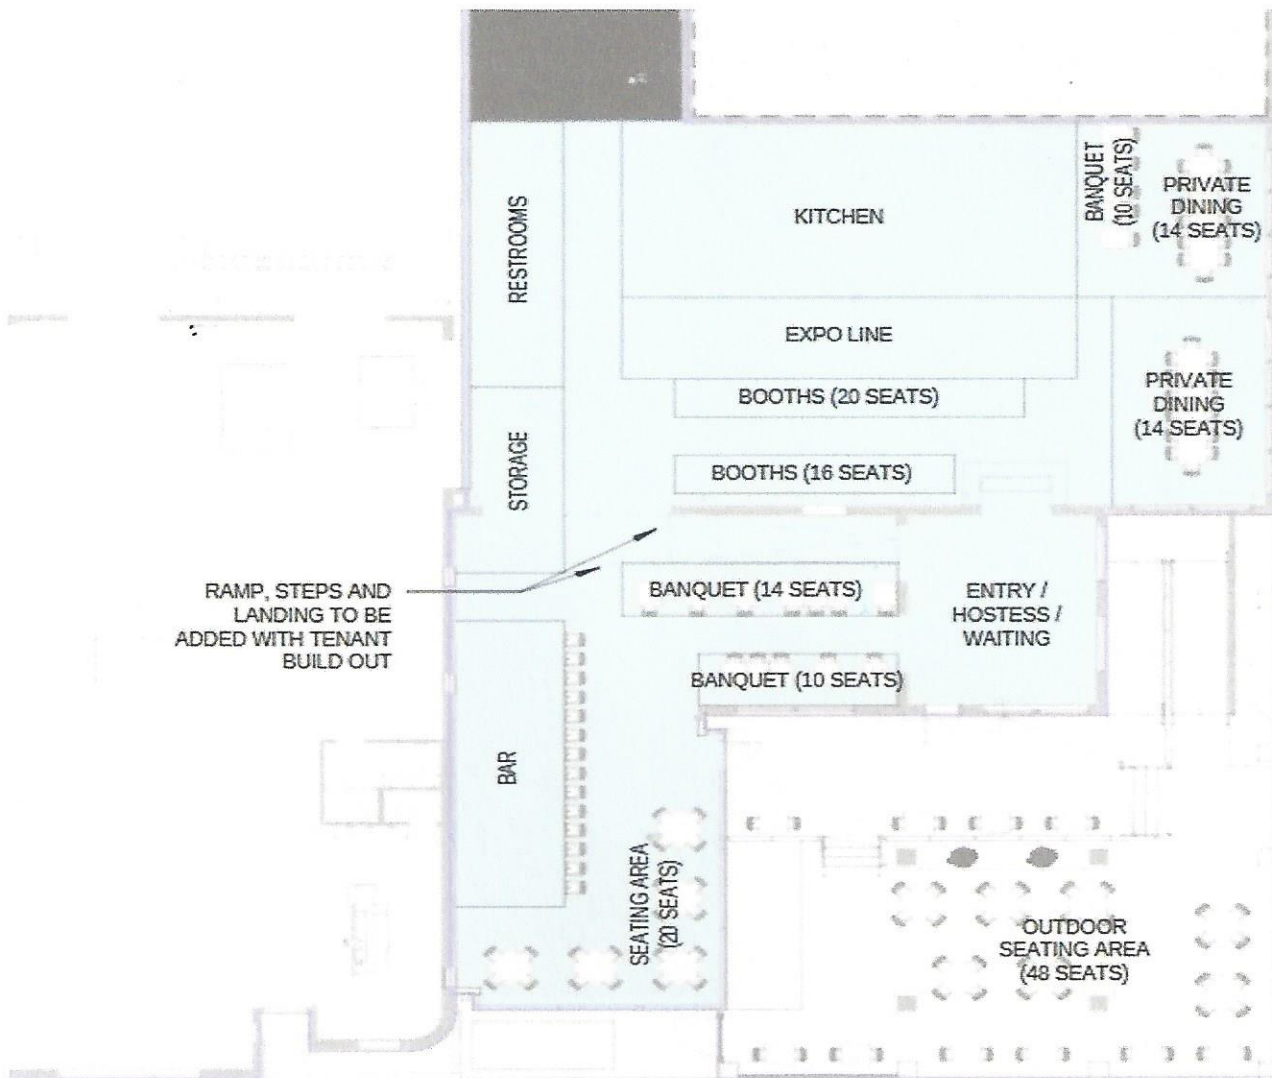 BANQUET
(10 SEATS)
PRIVATE
DINING
(14 SEATS)
KITCHEN
RESTROOMS
EXPO LINE
PRIVATE
DINING
(14 SEATS)
BOOTHS (20 SEATS)
BOOTHS (16 SEATS)
STORAGE
RAMP, STEPS AND
LANDING TO BE
ADDED WITH TENANT
BUILD OUT
BANQUET (14 SEATS)
ENTRY /
HOSTESS /
WAITING
BANQUET (10 SEATS)
BAR
SEATING AREA
(20 SEATS)
OUTDOOR
SEATING AREA
(48 SEATS)